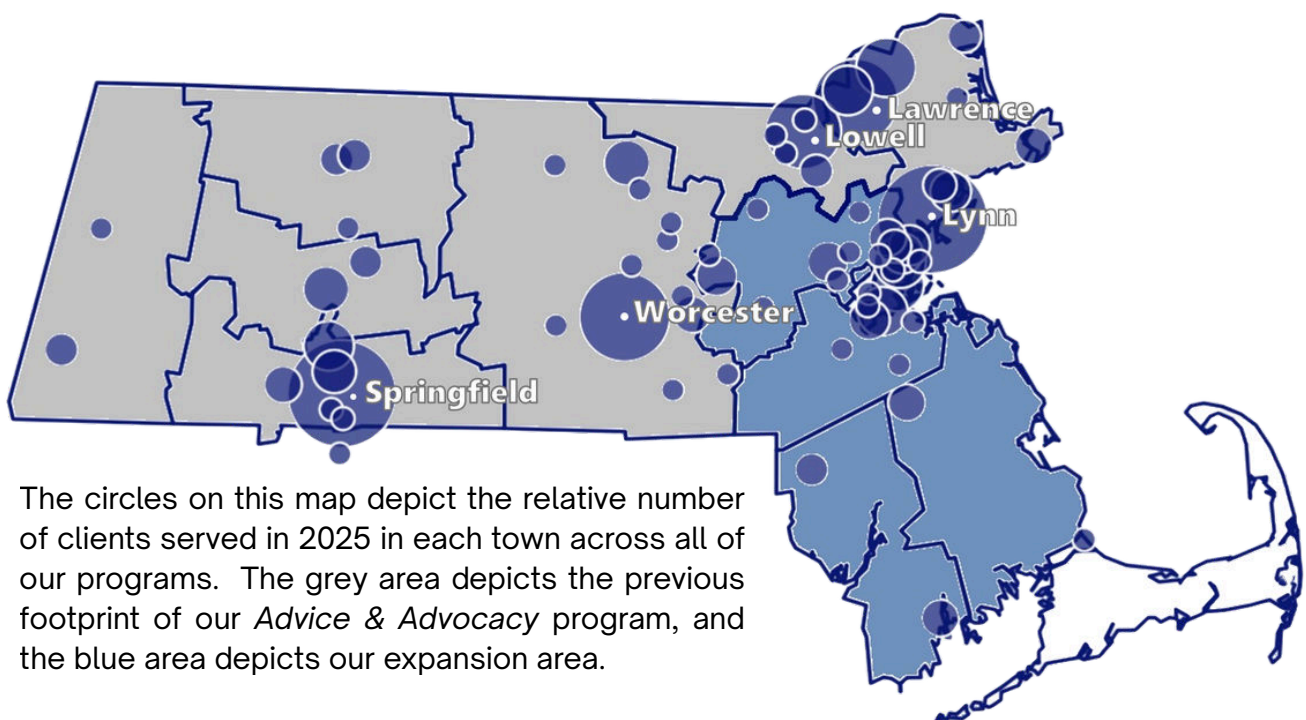 Lawrence
Lowell
Lynn
Worcester
Springfield
The circles on this map depict the relative number
of clients served in 2025 in each town across all of
our programs.  The grey area depicts the previous
footprint of our Advice & Advocacy program, and
the blue area depicts our expansion area.